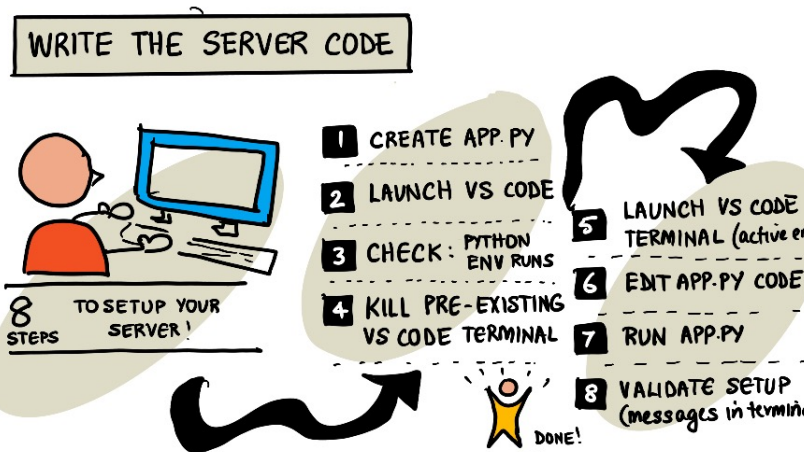 WRITE THE SERVER CODE
8 STEPS
TO SETUP YOUR
SERVER!
1 CREATE APP.PY
2 LAUNCH VS CODE
3 CHECK: PYTHON
ENV RUNS
4 KILL PRE-EXISTING
VS CODE TERMINAL
5 LAUNCH VS CODE
TERMINAL (active
6 EDIT APP.PY CODE
7 RUN APP.PY
8 VALIDATE SETUP
(messages in
DONE!